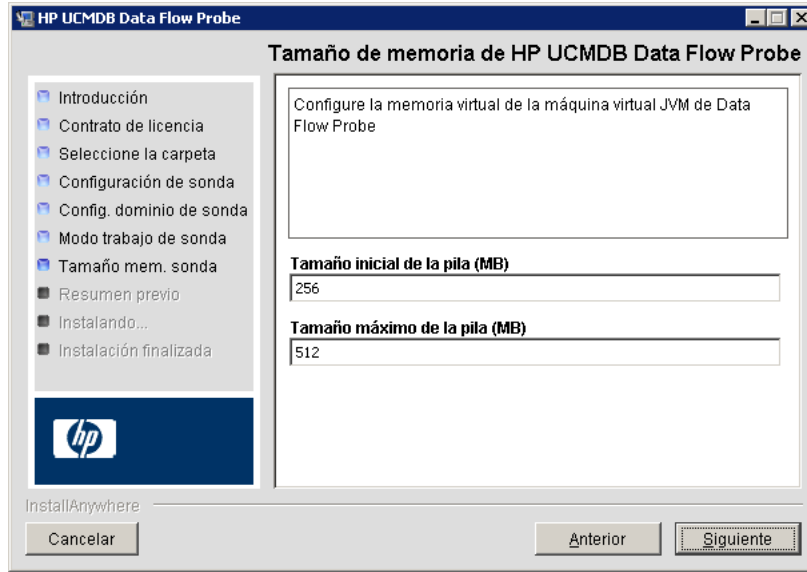 HP UCMDB Data Flow Probe
Tamaño de memoria de HP UCMDB Data Flow Probe
Introducción
Contrato de licencia
Seleccione la carpeta
Configuración de sonda
Config. dominio de sonda
Modo trabajo de sonda
Tamaño mem. sonda
Resumen previo
Instalando...
Instalación finalizada
hp
Configure la memoria virtual de la máquina virtual JVM de Data
Flow Probe
Tamaño inicial de la pila (MB)
256
Tamaño máximo de la pila (MB)
512
InstallAnywhere
Cancelar
Anterior
Siguiente